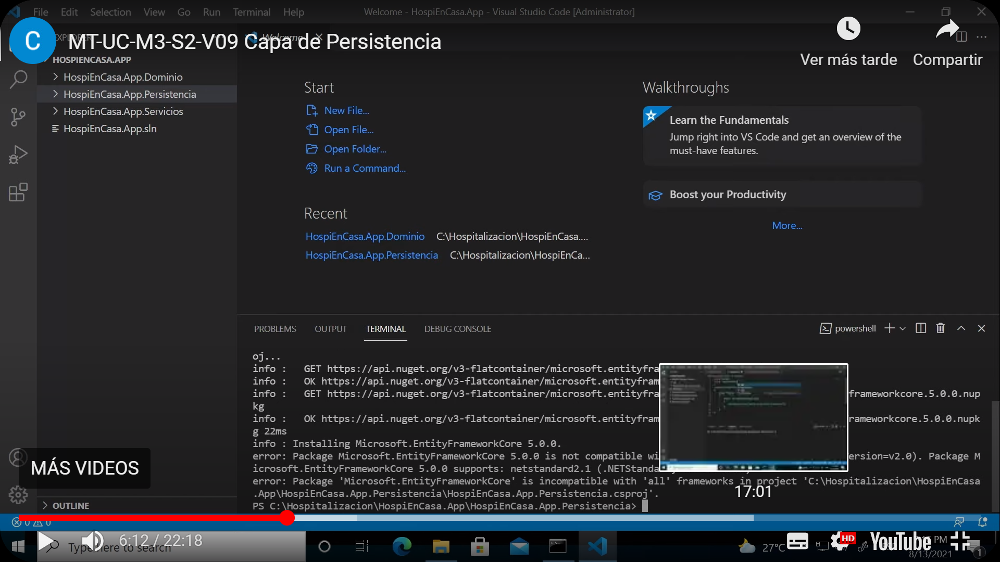 File Edit Selection View Go Run Terminal Help
Welcome - HospiEnCasa.App - Visual Studio Code [Administrator]
C
MT-UC-M3-S2-V09 Capa de Persistencia
Ver más tarde
Compartir
HOSPIENCASA.APP
HospiEnCasa.App.Dominio
HospiEnCasa.App.Persistencia
HospiEnCasa.App.Servicios
HospiEnCasa.App.sln
Start
New File...
Open File...
Open Folder...
Run a Command...
Recent
HospiEnCasa.App.Dominio C:\Hospitalizacion\HospiEnCasa....
HospiEnCasa.App.Persistencia C:\Hospitalizacion\HospiEnCa...
Walkthroughs
Learn the Fundamentals
Jump right into VS Code and get an overview of the
must-have features.
Boost your Productivity
More...
PROBLEMS OUTPUT TERMINAL DEBUG CONSOLE
powershell
oj...
info : GET https://api.nuget.org/v3-flatcontainer/microsoft.entityfra
info : OK https://api.nuget.org/v3-flatcontainer/microsoft.entityfram
info : GET https://api.nuget.org/v3-flatcontainer/microsoft.entityfra frameworkcore.5.0.0.nup
kg
info : OK https://api.nuget.org/v3-flatcontainer/microsoft.entityfram rameworkcore.5.0.0.nupk
g 22ms
info : Installing Microsoft.EntityFrameworkCore 5.0.0.
error: Package Microsoft.EntityFrameworkCore 5.0.0 is not compatible wi ersion=v2.0). Package M
icrosoft.EntityFrameworkCore 5.0.0 supports: netstandard2.1 (.NETStanda
error: Package 'Microsoft.EntityFrameworkCore' is incompatible with 'all' frameworks in project 'C:\Hospitalizacion\HospiEnCasa
.App\HospiEnCasa.App.Persistencia\HospiEnCasa.App.Persistencia.csproj'.
PS C:\Hospitalizacion\HospiEnCasa.App\HospiEnCasa.App.Persistencia>
17:01
MÁS VIDEOS
OUTLINE
0 0
6:12 / 22:18
Type here to search
27°C
HD
YouTube
PM
8/13/2021
1